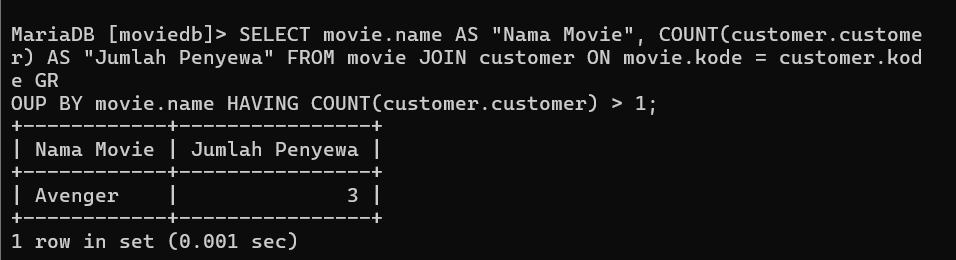 MariaDB [moviedb]> SELECT movie.name AS "Nama Movie", COUNT(customer.custome
r) AS "Jumlah Penyewa" FROM movie JOIN customer ON movie.kode = customer.kod
e GR
OUP BY movie.name HAVING COUNT(customer.customer) > 1;
+------------+----------------+
| Nama Movie | Jumlah Penyewa |
+------------+----------------+
| Avenger    |              3 |
+------------+----------------+
1 row in set (0.001 sec)